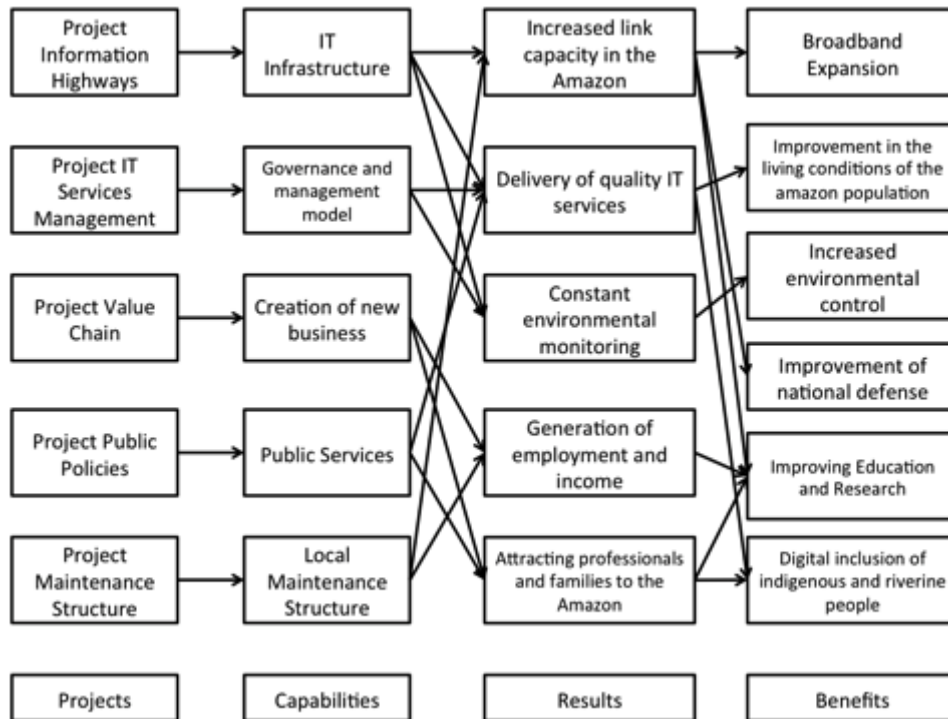 Project
Information
Highways
IT
Infrastructure
Increased link
capacity in the
Amazon
Broadband
Expansion
Project IT
Services
Management
Governance and
management
model
Delivery of quality IT
services
Improvement in the
living conditions of the
amazon population
Project Value
Chain
Creation of new
business
Constant
environmental
monitoring
Increased
environmental
control
Improvement of
national defense
Project Public
Policies
Public Services
Generation of
employment and
income
Improving Education
and Research
Project
Maintenance
Structure
Local
Maintenance
Structure
Attracting professionals
and families to the
Amazon
Digital inclusion of
indigenous and riverine
people
Projects
Capabilities
Results
Benefits